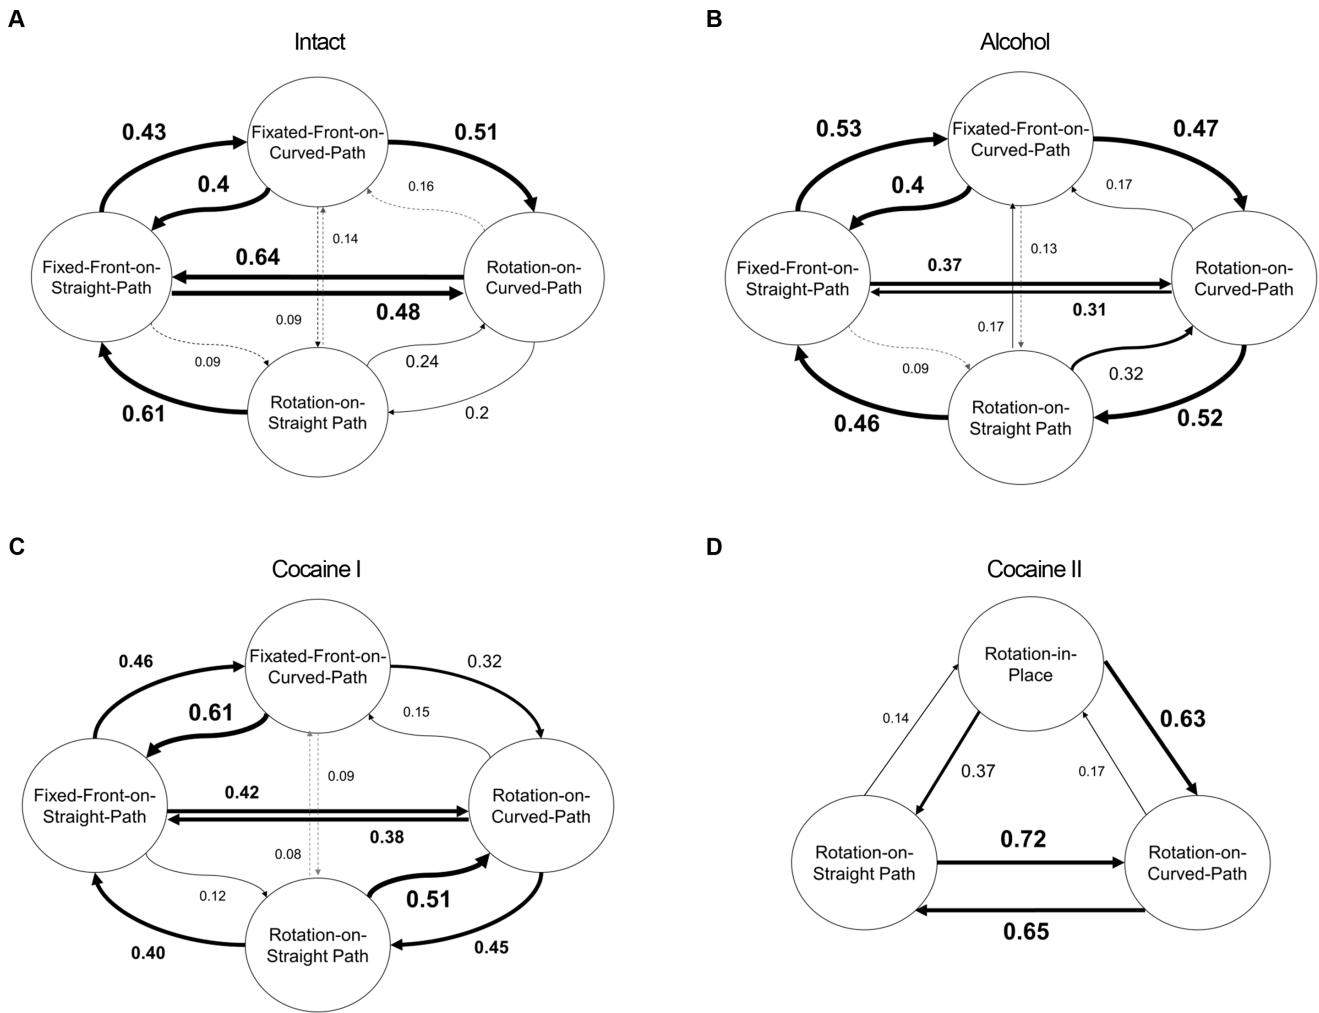 A
Intact
0.43
Fixated-Front-on-
Curved-Path
0.51
0.4
0.16
0.14
Fixed-Front-on-
Straight-Path
0.64
Rotation-on-
Curved-Path
0.48
0.09
0.09
0.24
0.61
Rotation-on-
Straight Path
0.2
B
Alcohol
0.53
Fixated-Front-on-
Curved-Path
0.47
0.4
0.17
0.13
Fixed-Front-on-
Straight-Path
0.37
Rotation-on-
Curved-Path
0.31
0.17
0.09
0.32
0.46
Rotation-on-
Straight Path
0.52
C
Cocaine I
0.46
Fixated-Front-on-
Curved-Path
0.32
0.61
0.15
0.09
Fixed-Front-on-
Straight-Path
0.42
Rotation-on-
Curved-Path
0.38
0.08
0.12
0.51
0.40
Rotation-on-
Straight Path
0.45
D
Cocaine II
Rotation-in-
Place
0.14
0.63
0.37
0.17
Rotation-on-
Straight Path
0.72
Rotation-on-
Curved-Path
0.65